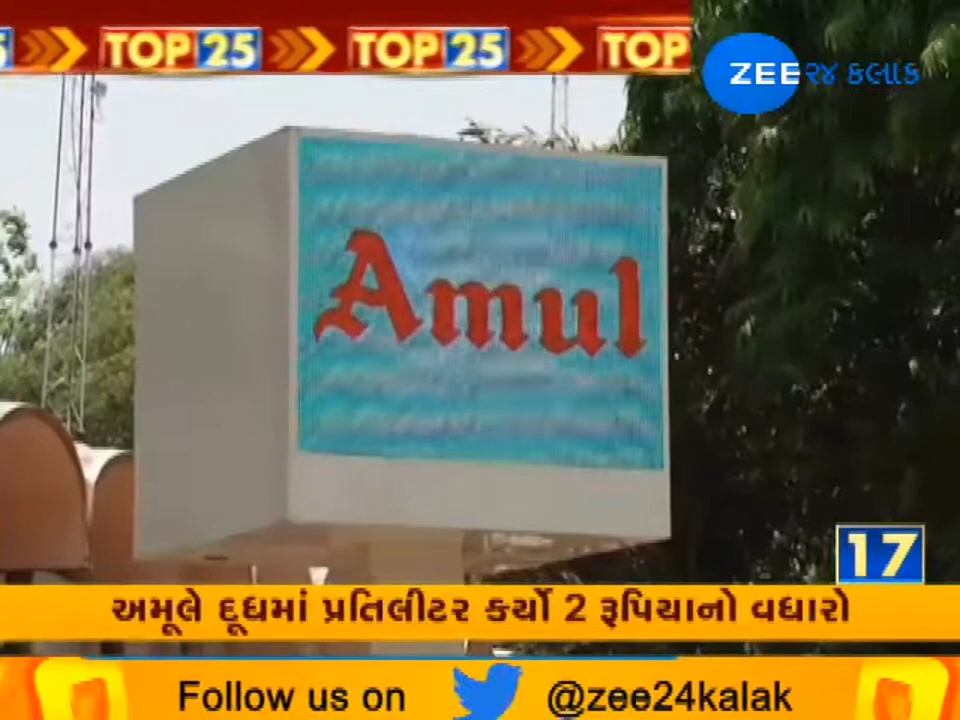 TOP 25 TOP 25 TOP
ZEE ૨૪ કલાક
Amul
17
અમૂલે દૂધમાં પ્રતિલીટર કર્યો 2 રૂપિયાનો વધારો
Follow us on @zee24kalak